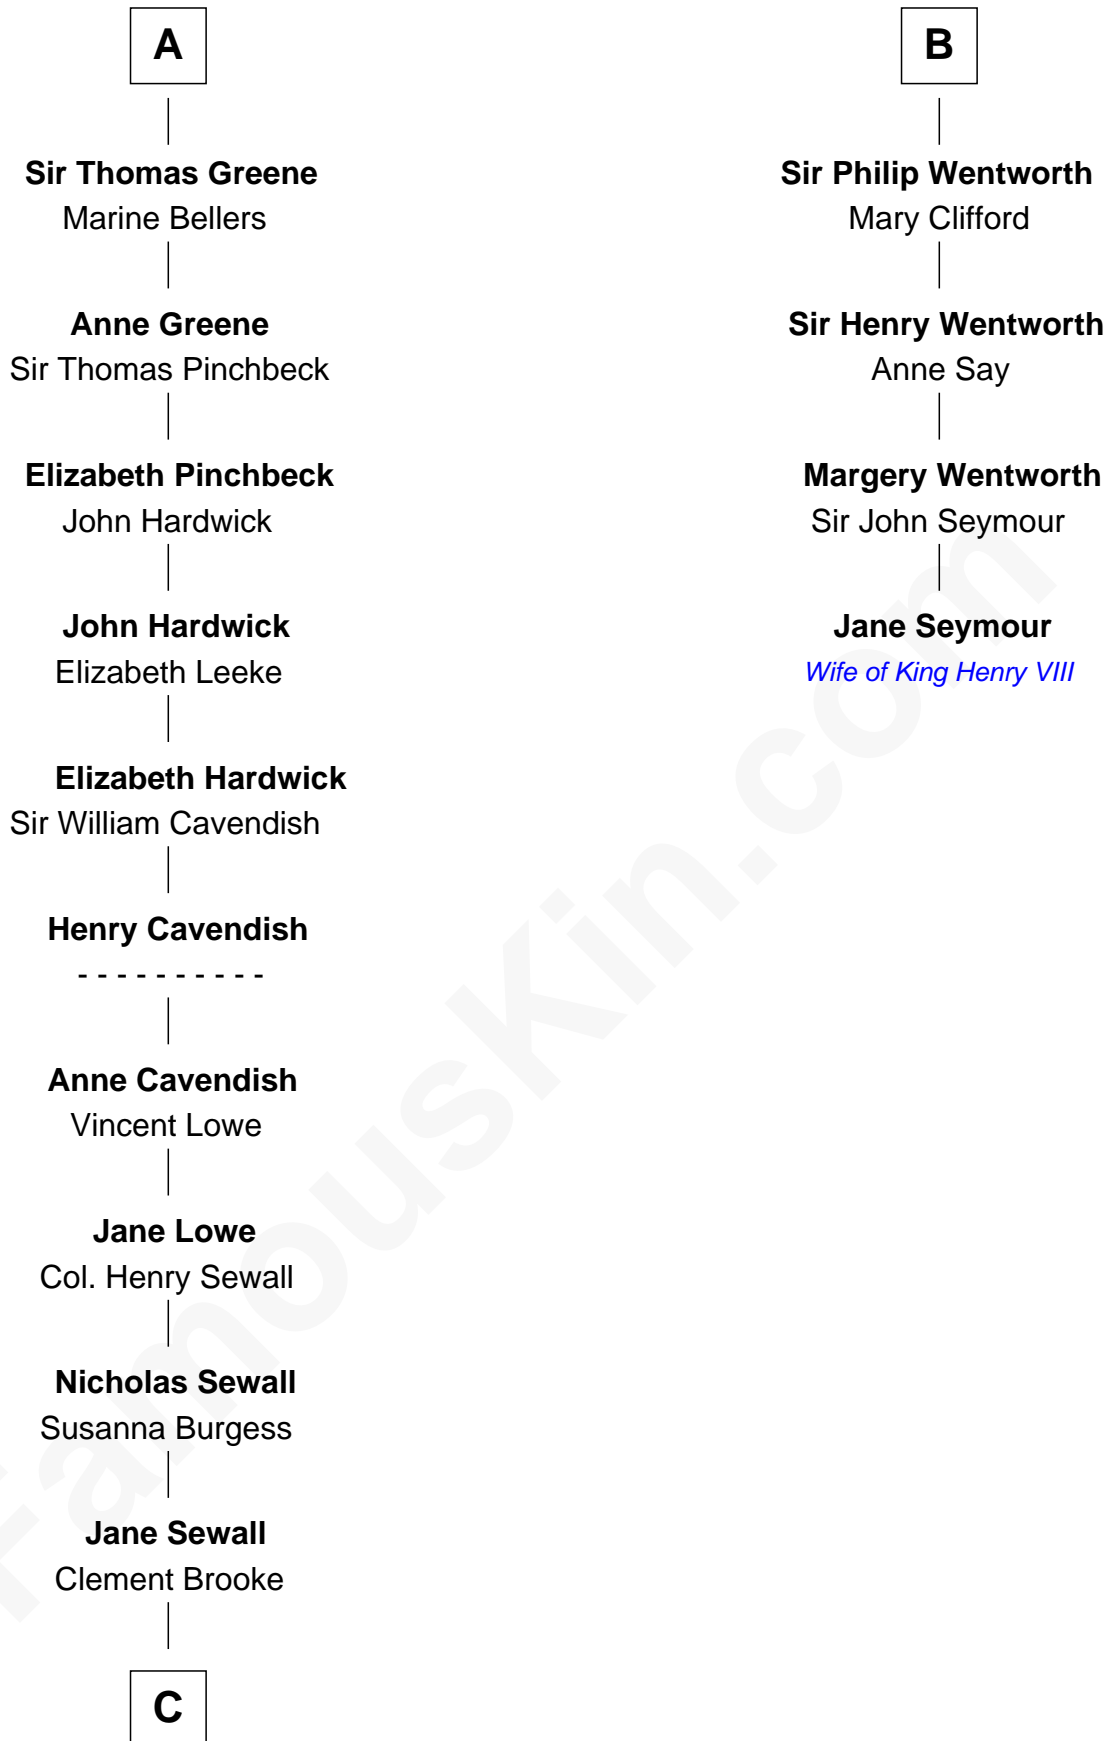 A
Sir Thomas Greene
Marine Bellers
Anne Greene
Sir Thomas Pinchbeck
Elizabeth Pinchbeck
John Hardwick
John Hardwick
Elizabeth Leeke
Elizabeth Hardwick
Sir William Cavendish
Henry Cavendish
- - - - - - - - - -
Anne Cavendish
Vincent Lowe
Jane Lowe
Col. Henry Sewall
Nicholas Sewall
Susanna Burgess
Jane Sewall
Clement Brooke
C
B
Sir Philip Wentworth
Mary Clifford
Sir Henry Wentworth
Anne Say
Margery Wentworth
Sir John Seymour
Jane Seymour
Wife of King Henry VIII
FamousKin.com